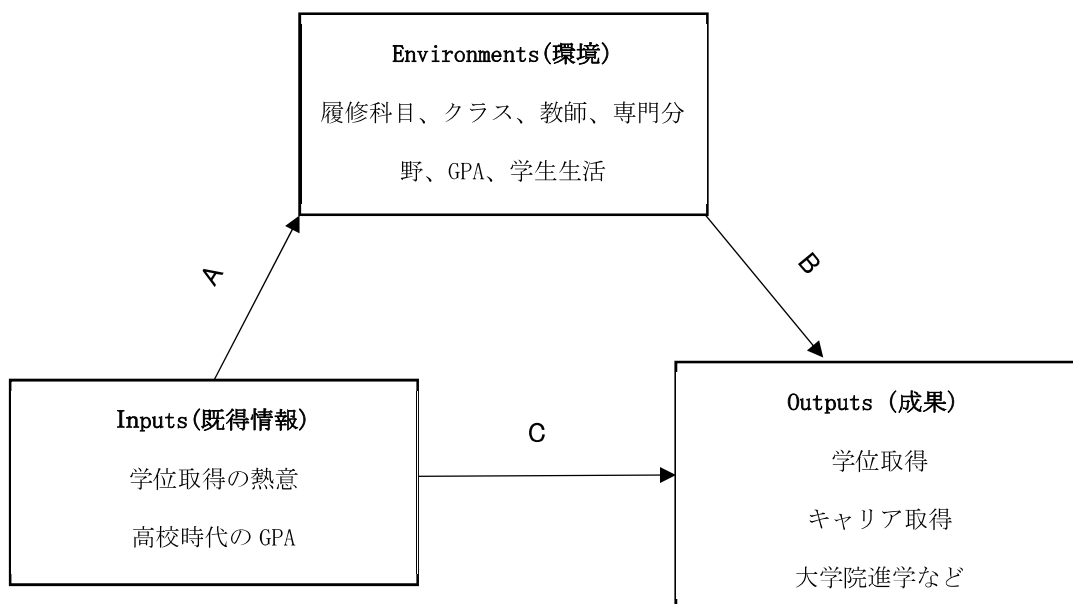 Environments(環境)
履修科目、クラス、教師、専門分
野、GPA、学生生活
A
B
Inputs(既得情報)
学位取得の熱意
高校時代の GPA
C
Outputs (成果)
学位取得
キャリア取得
大学院進学など